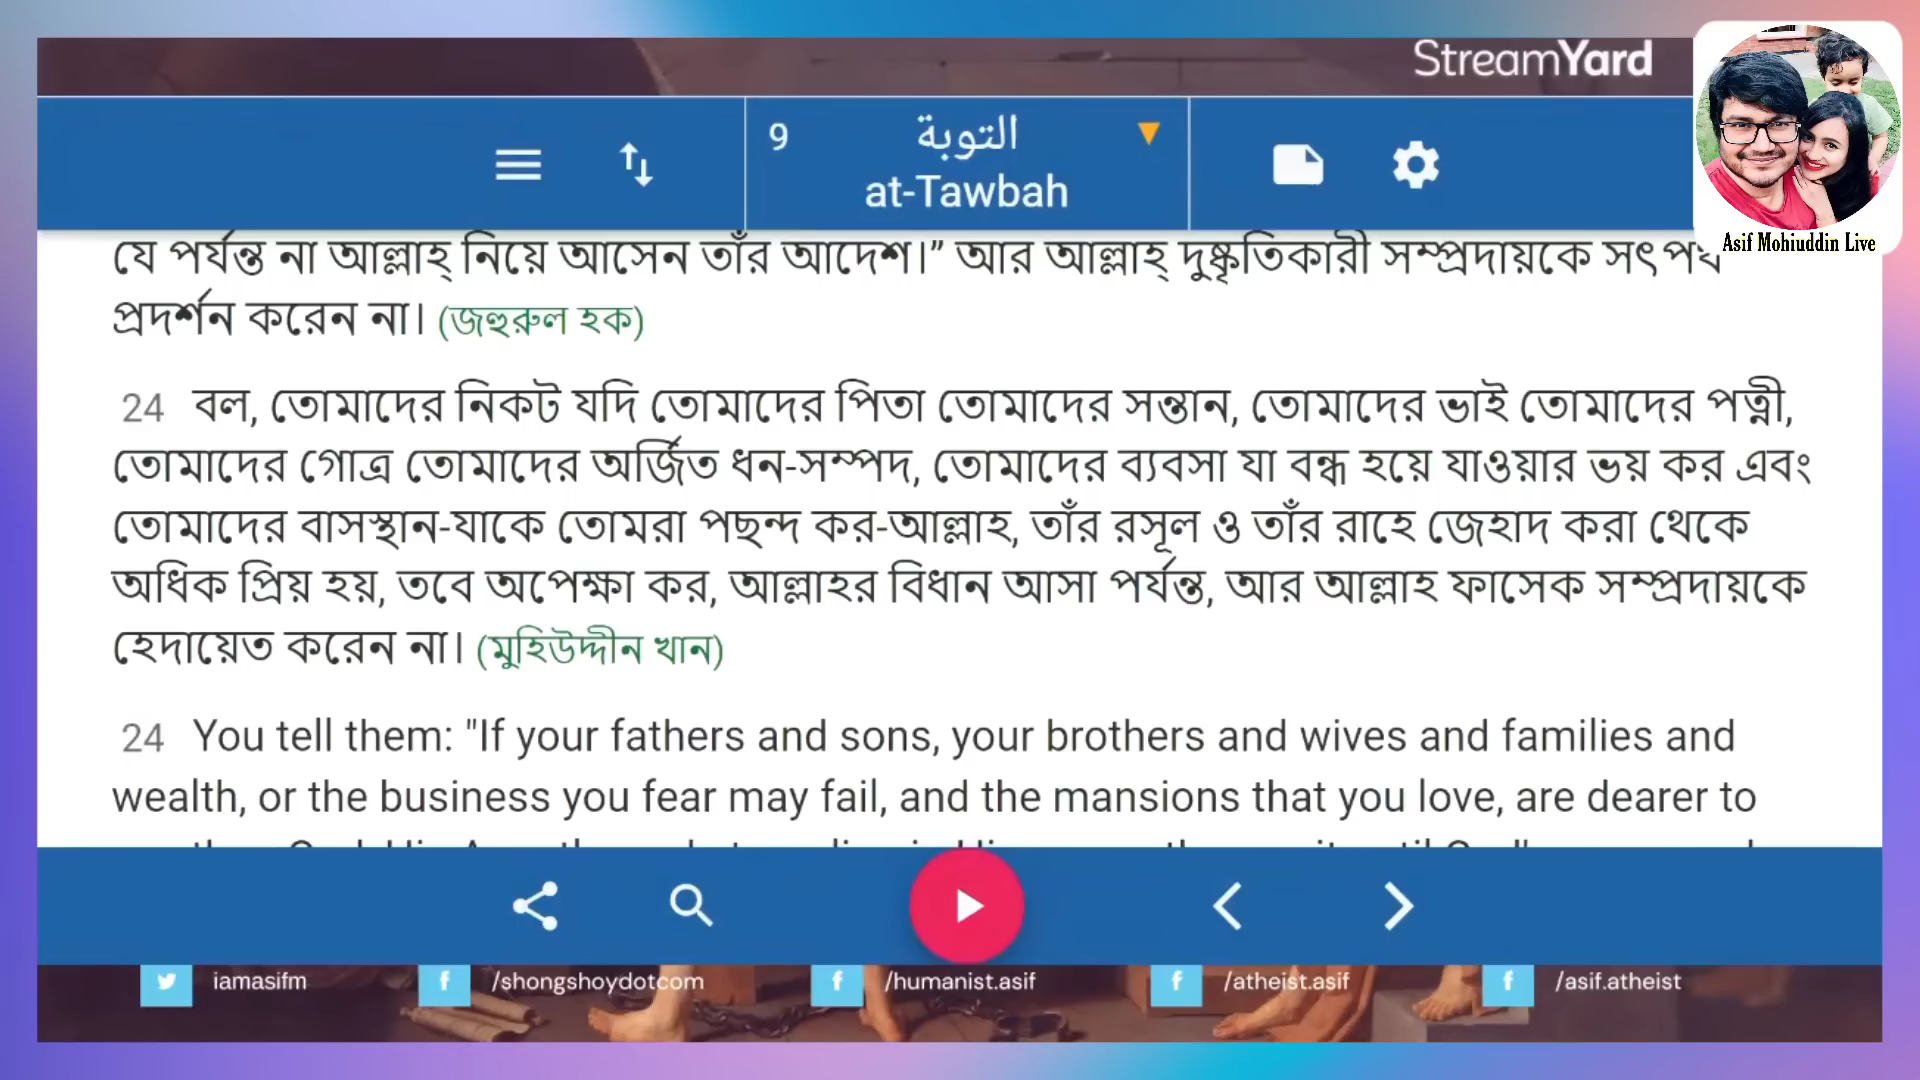 StreamYard
9
التوبة
at-Tawbah
Asif Mohiuddin Live
যে পর্যন্ত না আল্লাহ্ নিয়ে আসেন তাঁর আদেশ।” আর আল্লাহ্ দুষ্কৃতিকারী সম্প্রদায়কে সৎপথ
প্রদর্শন করেন না। (জহুরুল হক)
24 বল, তোমাদের নিকট যদি তোমাদের পিতা তোমাদের সন্তান, তোমাদের ভাই তোমাদের পত্নী,
তোমাদের গোত্র তোমাদের অর্জিত ধন-সম্পদ, তোমাদের ব্যবসা যা বন্ধ হয়ে যাওয়ার ভয় কর এবং
তোমাদের বাসস্থান-যাকে তোমরা পছন্দ কর-আল্লাহ, তাঁর রসূল ও তাঁর রাহে জেহাদ করা থেকে
অধিক প্রিয় হয়, তবে অপেক্ষা কর, আল্লাহর বিধান আসা পর্যন্ত, আর আল্লাহ ফাসেক সম্প্রদায়কে
হেদায়েত করেন না। (মুহিউদ্দীন খান)
24 You tell them: "If your fathers and sons, your brothers and wives and families and
wealth, or the business you fear may fail, and the mansions that you love, are dearer to
iamasifm
/shongshoydotcom
/humanist.asif
/atheist.asif
/asif.atheist